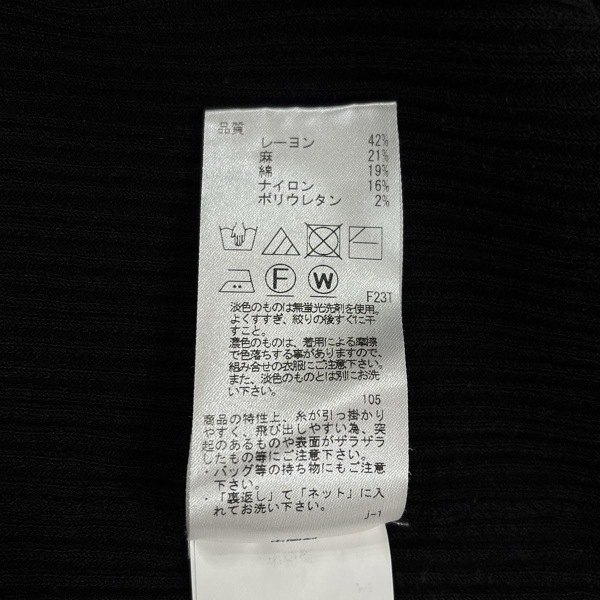 品質
レーヨン 42%
麻 21%
綿 19%
ナイロン 16%
ポリウレタン 2%
F W
F23T
淡色のものは無蛍光洗剤を使用。
よくすすぎ、絞りの後すぐに干
すこと。
濃色のものは、着用による摩擦
で色落ちする事がありますので、
組み合せの衣服にご注意下さい。
また、淡色のものとは別にお洗
い下さい。
105
商品の特性上、糸が引っ掛かり
やすく、飛び出しやすい為、突
起のあるものや表面がザラザラ
したもの等にご注意下さい。
・バッグ等の持ち物にもご注意
下さい。
・「裏返し」て「ネット」に入
れてお洗い下さい。
j-1